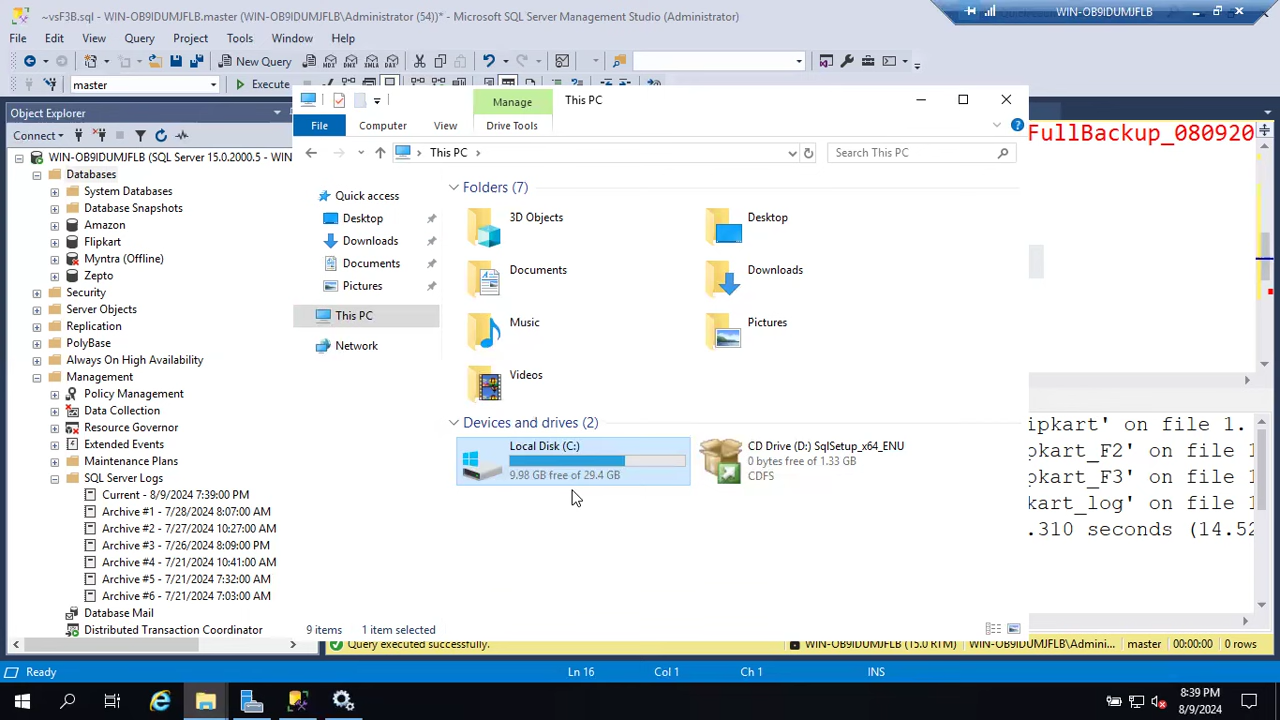 ~vsF3B.sql - WIN-OB9IDUMJFLB.master (WIN-OB9IDUMJFLB\Administrator (54))* - Microsoft SQL Server Management Studio (Administrator)
WIN-OB9IDUMJFLB
File Edit View Query Project Tools Window Help
New Query
master
Execute
Object Explorer
Connect
WIN-OB9IDUMJFLB (SQL Server 15.0.2000.5 - WIN
Databases
System Databases
Database Snapshots
Amazon
Flipkart
Myntra (Offline)
Zepto
Security
Server Objects
Replication
PolyBase
Always On High Availability
Management
Policy Management
Data Collection
Resource Governor
Extended Events
Maintenance Plans
SQL Server Logs
Current - 8/9/2024 7:39:00 PM
Archive #1 - 7/28/2024 8:07:00 AM
Archive #2 - 7/27/2024 10:27:00 AM
Archive #3 - 7/26/2024 8:09:00 PM
Archive #4 - 7/21/2024 10:41:00 AM
Archive #5 - 7/21/2024 7:32:00 AM
Archive #6 - 7/21/2024 7:03:00 AM
Database Mail
Distributed Transaction Coordinator
Manage
This PC
File Computer View Drive Tools
This PC
Search This PC
Quick access
Desktop
Downloads
Documents
Pictures
This PC
Network
Folders (7)
3D Objects
Desktop
Documents
Downloads
Music
Pictures
Videos
Devices and drives (2)
Local Disk (C:)
9.98 GB free of 29.4 GB
CD Drive (D:) SqlSetup_x64_ENU
0 bytes free of 1.33 GB
CDFS
9 items 1 item selected
FullBackup_080920
ipkart' on file 1.
kart_F2' on file 1
kart_F3' on file 1
kart_log' on file 1
.310 seconds (14.52
Query executed successfully.
WIN-OB9IDUMJFLB (15.0 RTM) WIN-OB9IDUMJFLB\Admini... master 00:00:00 0 rows
Ready
Ln 16 Col 1 Ch 1 INS
8:39 PM
8/9/2024